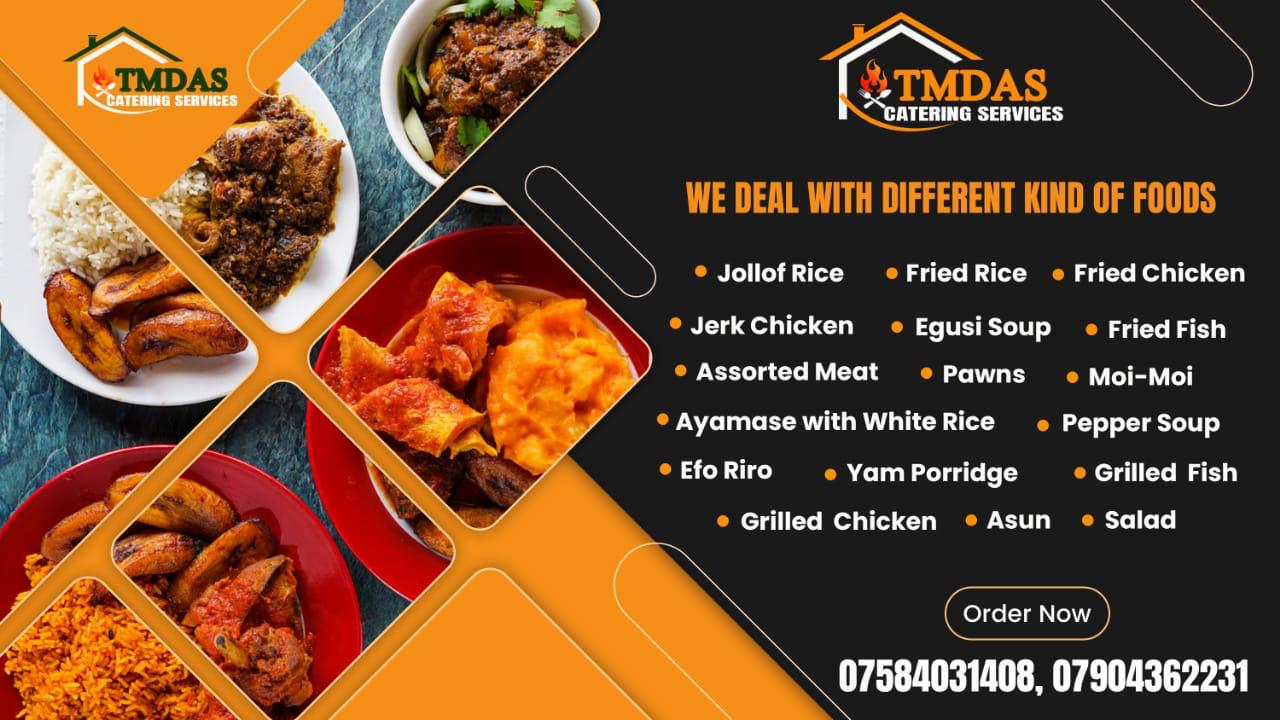 TMDAS
CATERING SERVICES
TMDAS
CATERING SERVICES
WE DEAL WITH DIFFERENT KIND OF FOODS
Jollof Rice
Fried Rice
Fried Chicken
Jerk Chicken
Egusi Soup
Fried Fish
Assorted Meat
Pawns
Moi-Moi
Ayamase with White Rice
Pepper Soup
Efo Riro
Yam Porridge
Grilled Fish
Grilled Chicken
Asun
Salad
Order Now
07584031408, 07904362231